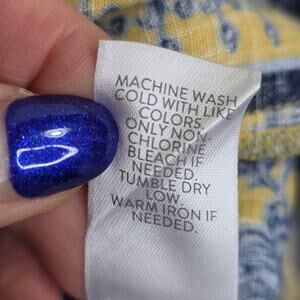 MACHINE WASH
COLD WITH LIKE
COLORS.
ONLY NON-
CHLORINE
BLEACH IF
NEEDED.
TUMBLE DRY
LOW.
WARM IRON IF
NEEDED.